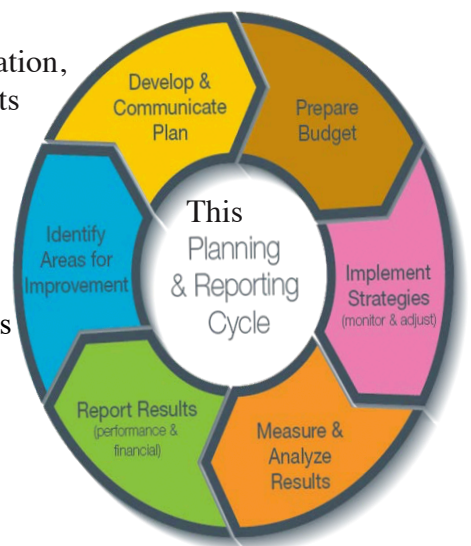 ation,
ts
Develop &
Communicate
Plan
Prepare
Budget
Identify
Areas for
Improvement
This
Planning
& Reporting
Cycle
Implement
Strategies
(monitor & adjust)
s
Report Results
(performance &
financial)
Measure &
Analyze
Results